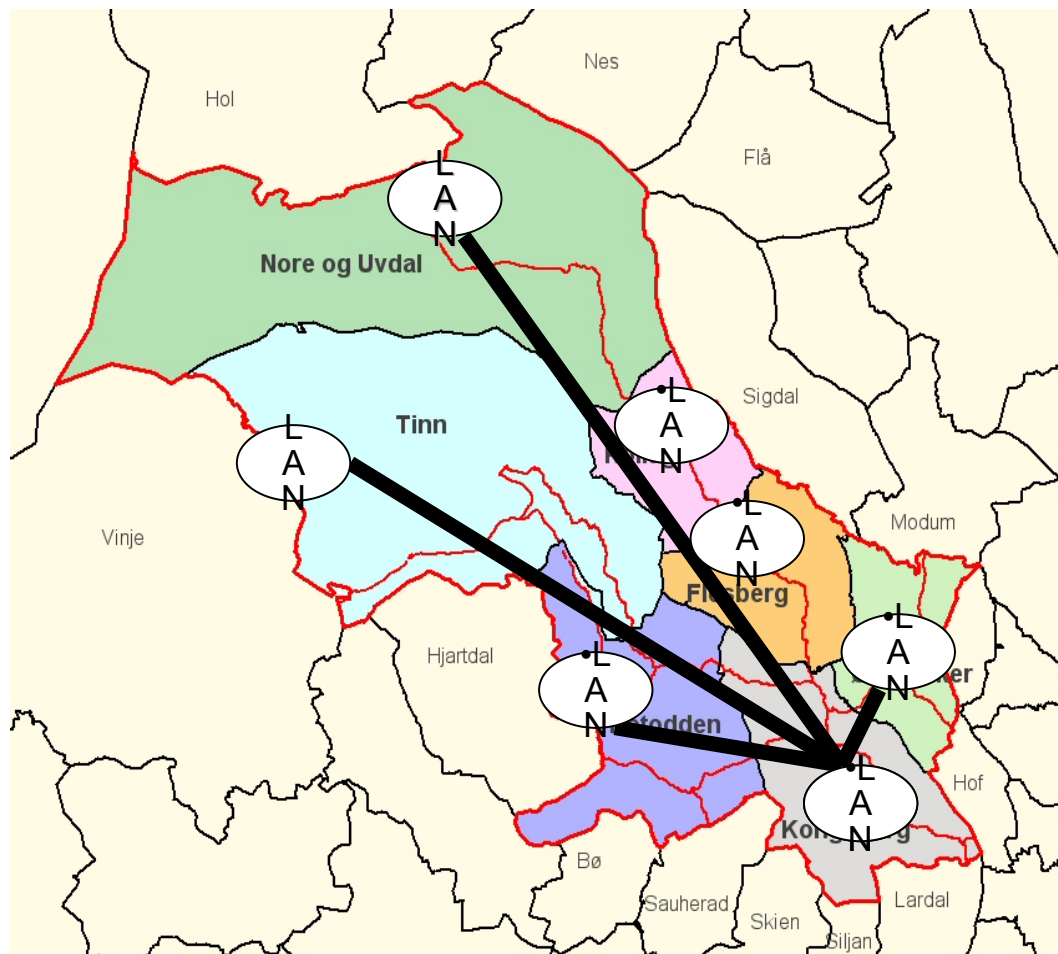 Nes
Hol
Flå
L
A
N
Nore og Uvdal
Sigdal
L
A
N
Tinn
L
A
N
L
A
N
Modum
Vinje
Flesberg
L
A
N
Hjartdal
L
A
N
Hof
L
A
N
Bø
Sauherad
Skien
Lardal
Siljan